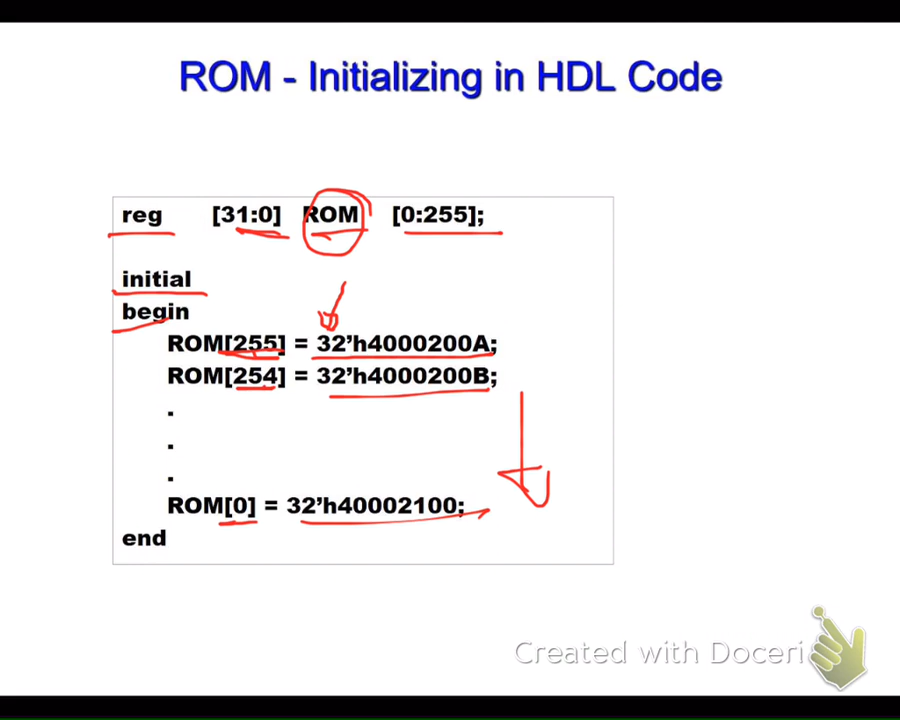 ROM - Initializing in HDL Code
reg [31:0] ROM [0:255];
initial
begin
ROM[255] = 32’h4000200A;
ROM[254] = 32’h4000200B;
.
.
.
ROM[0] = 32’h40002100;
end
Created with Doceri